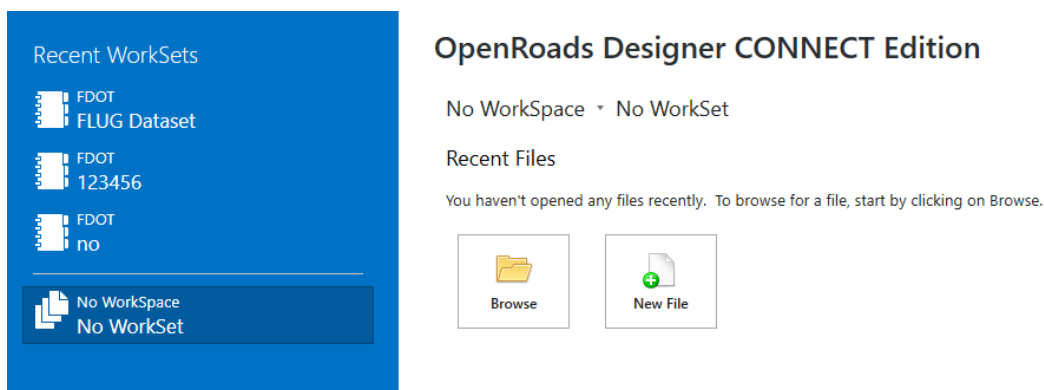 Recent WorkSets
FDOT
FLUG Dataset
FDOT
123456
FDOT
no
No WorkSpace
No WorkSet
OpenRoads Designer CONNECT Edition
No WorkSpace No WorkSet
Recent Files
You haven't opened any files recently. To browse for a file, start by clicking on Browse.
Browse
New File